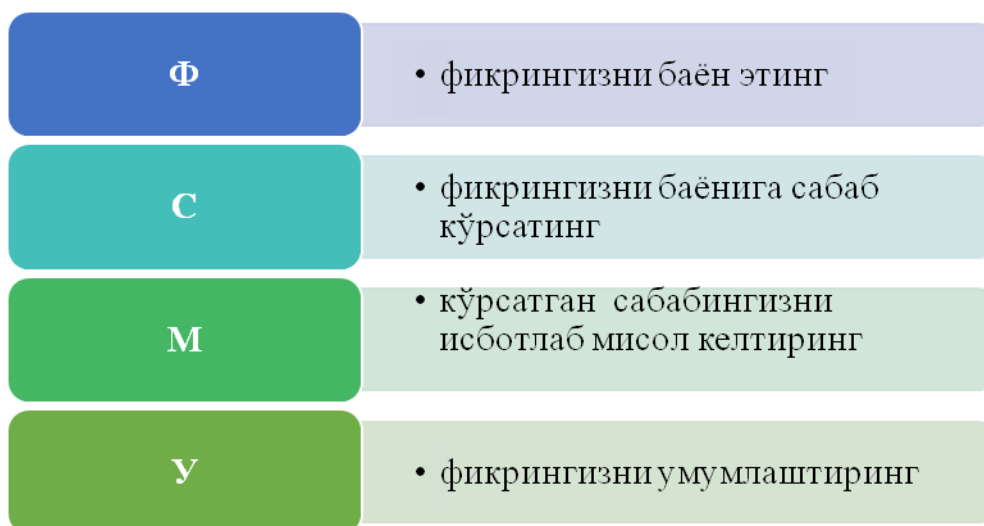 Ф
• фикрингизни баён этинг
С
• фикрингизни баёнига сабаб
кўрсатинг
М
• кўрсатган сабабингизни
исботлаб мисол келтиринг
У
• фикрингизни умумлаштиринг